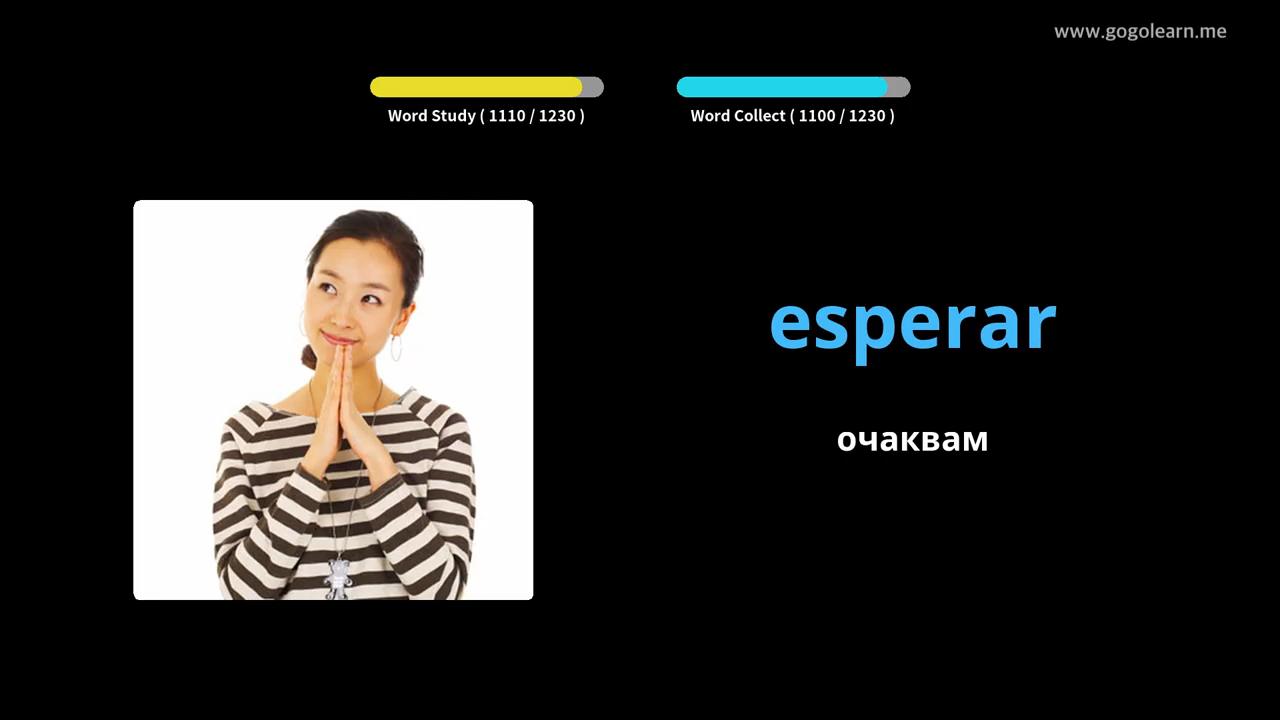 www.gogolearn.me
Word Study ( 1110 / 1230 )
Word Collect ( 1100 / 1230 )
esperar
очаквам